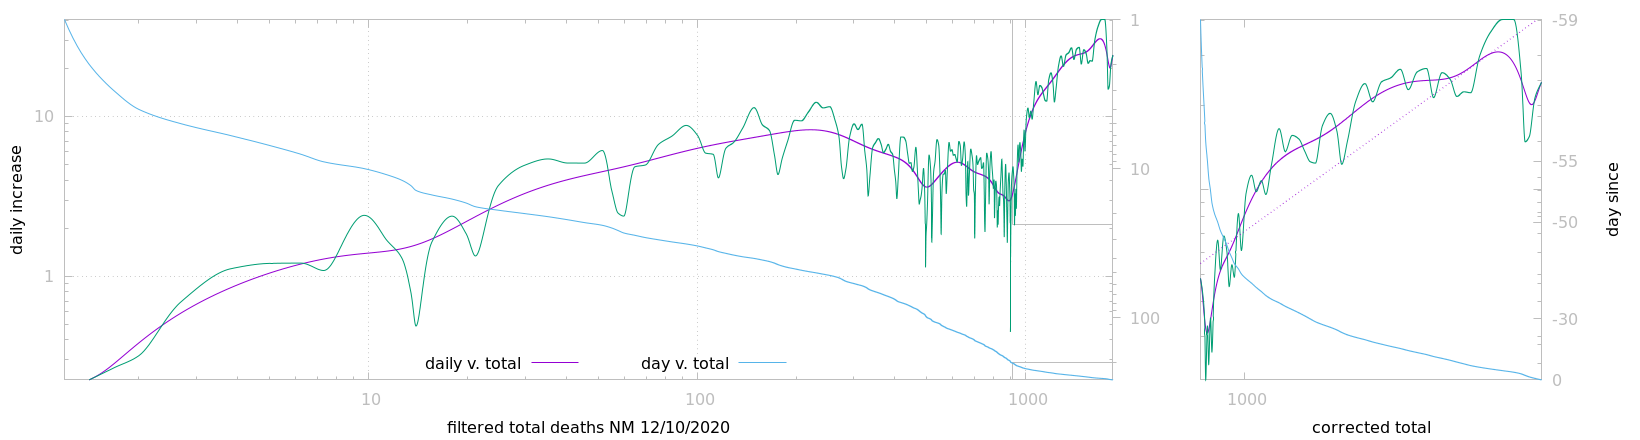 1
-59
10
10
-55
daily increase
day since
-50
1
100
-30
daily v. total
day v. total
0
10
100
1000
1000
filtered total deaths NM 12/10/2020
corrected total